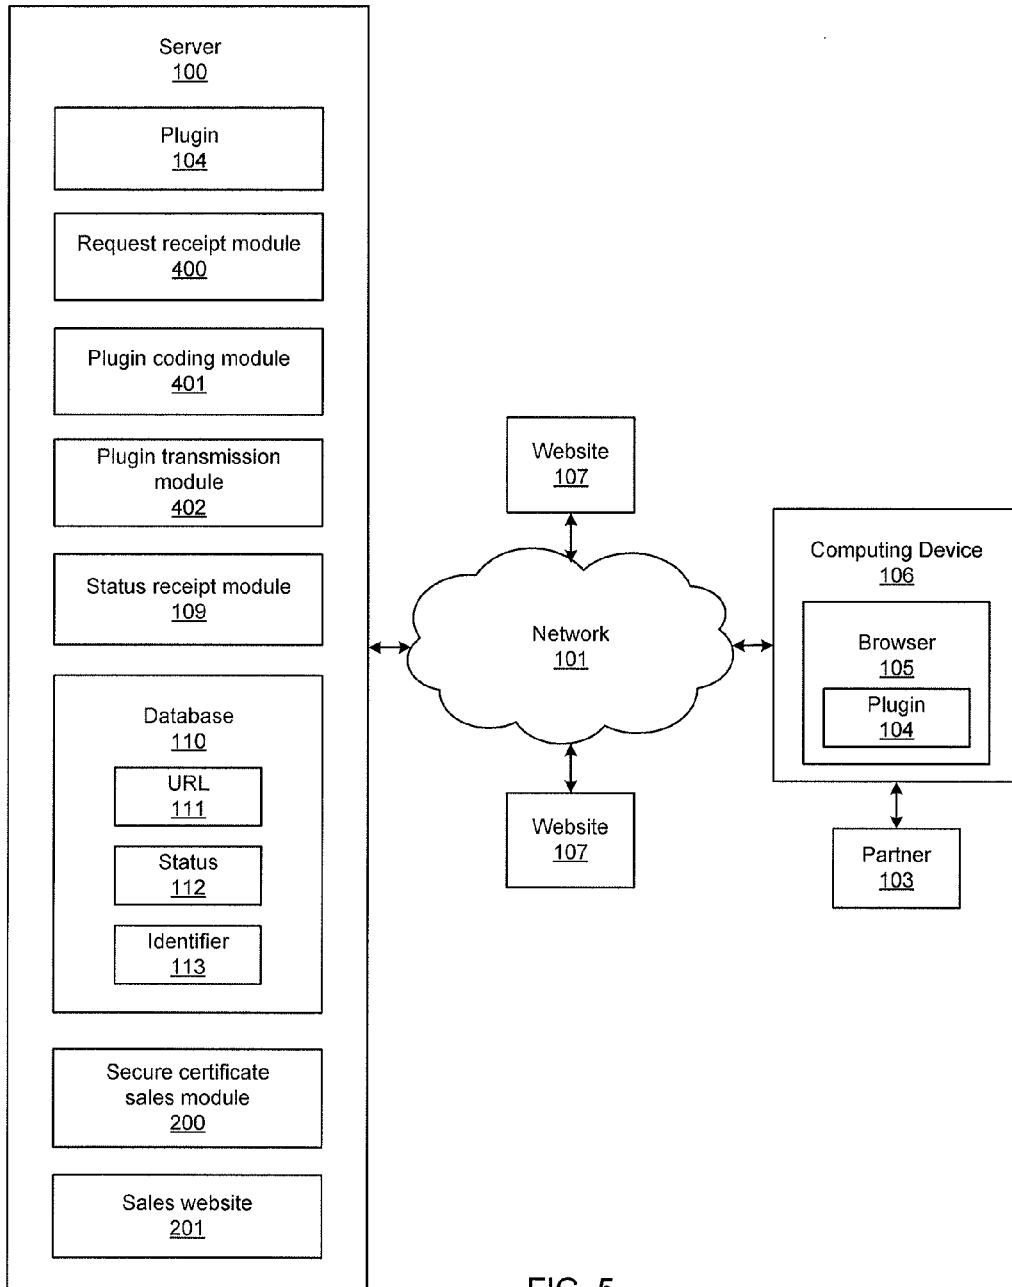 Server
100
Plugin
104
Request receipt module
400
Plugin coding module
401
Plugin transmission
module
402
Status receipt module
109
Database
110
URL
111
Status
112
Identifier
113
Secure certificate
sales module
200
Sales website
201
Website
107
Network
101
Website
107
Computing Device
106
Browser
105
Plugin
104
Partner
103
FIG. 5